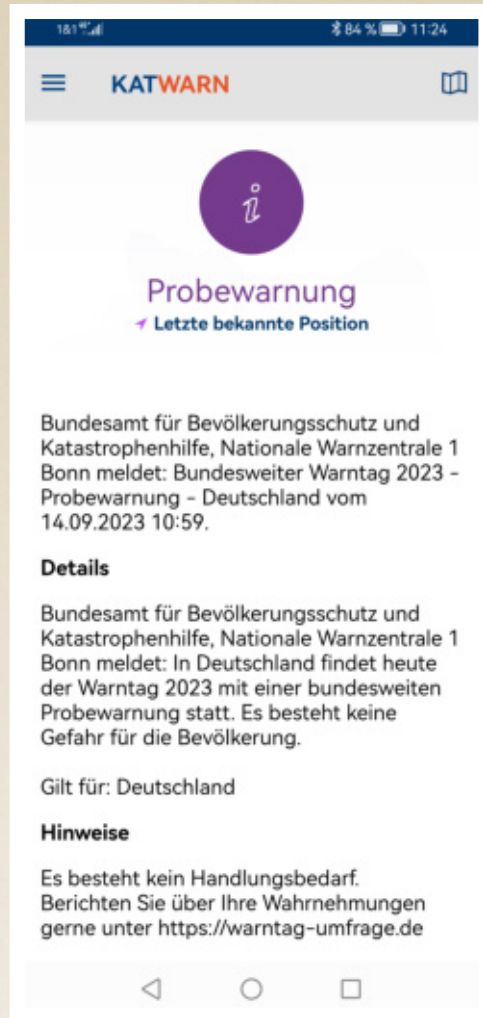 1&1 4G 84 % 11:24
KATWARN
i
Probewarnung
Letzte bekannte Position
Bundesamt für Bevölkerungsschutz und
Katastrophenhilfe, Nationale Warnzentrale 1
Bonn meldet: Bundesweiter Warntag 2023 -
Probewarnung - Deutschland vom
14.09.2023 10:59.
Details
Bundesamt für Bevölkerungsschutz und
Katastrophenhilfe, Nationale Warnzentrale 1
Bonn meldet: In Deutschland findet heute
der Warntag 2023 mit einer bundesweiten
Probewarnung statt. Es besteht keine
Gefahr für die Bevölkerung.
Gilt für: Deutschland
Hinweise
Es besteht kein Handlungsbedarf.
Berichten Sie über Ihre Wahrnehmungen
gerne unter https://warntag-umfrage.de